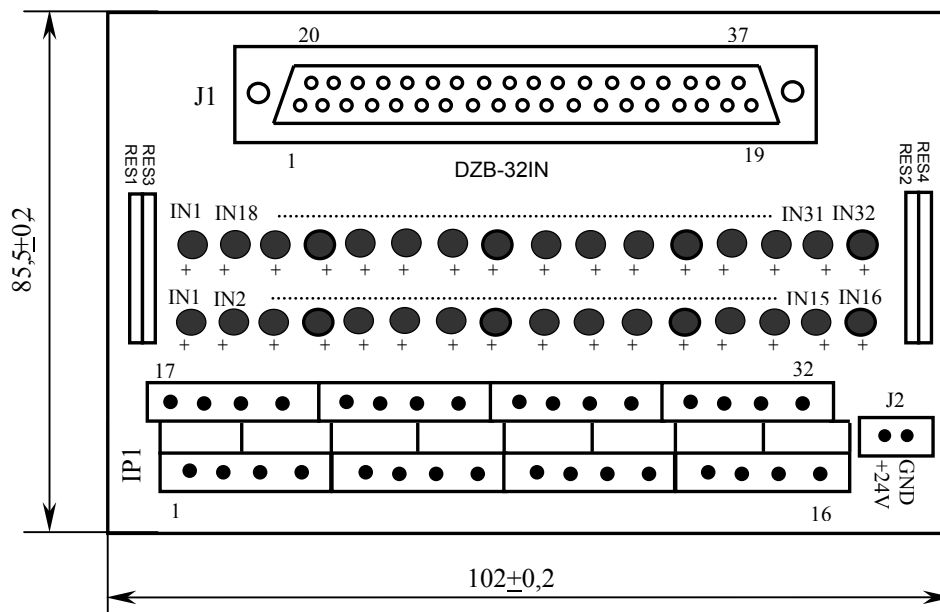 20 37
J1
1 19
DZB-32IN
RES1 RES3
RES2 RES4
IN1 IN18 IN31 IN32
+ + + + + + + + + + + + + + + +
IN1 IN2 IN15 IN16
+ + + + + + + + + + + + + + + +
17 32
J2
IP1
+24V GND
1 16
85,5±0,2
102±0,2